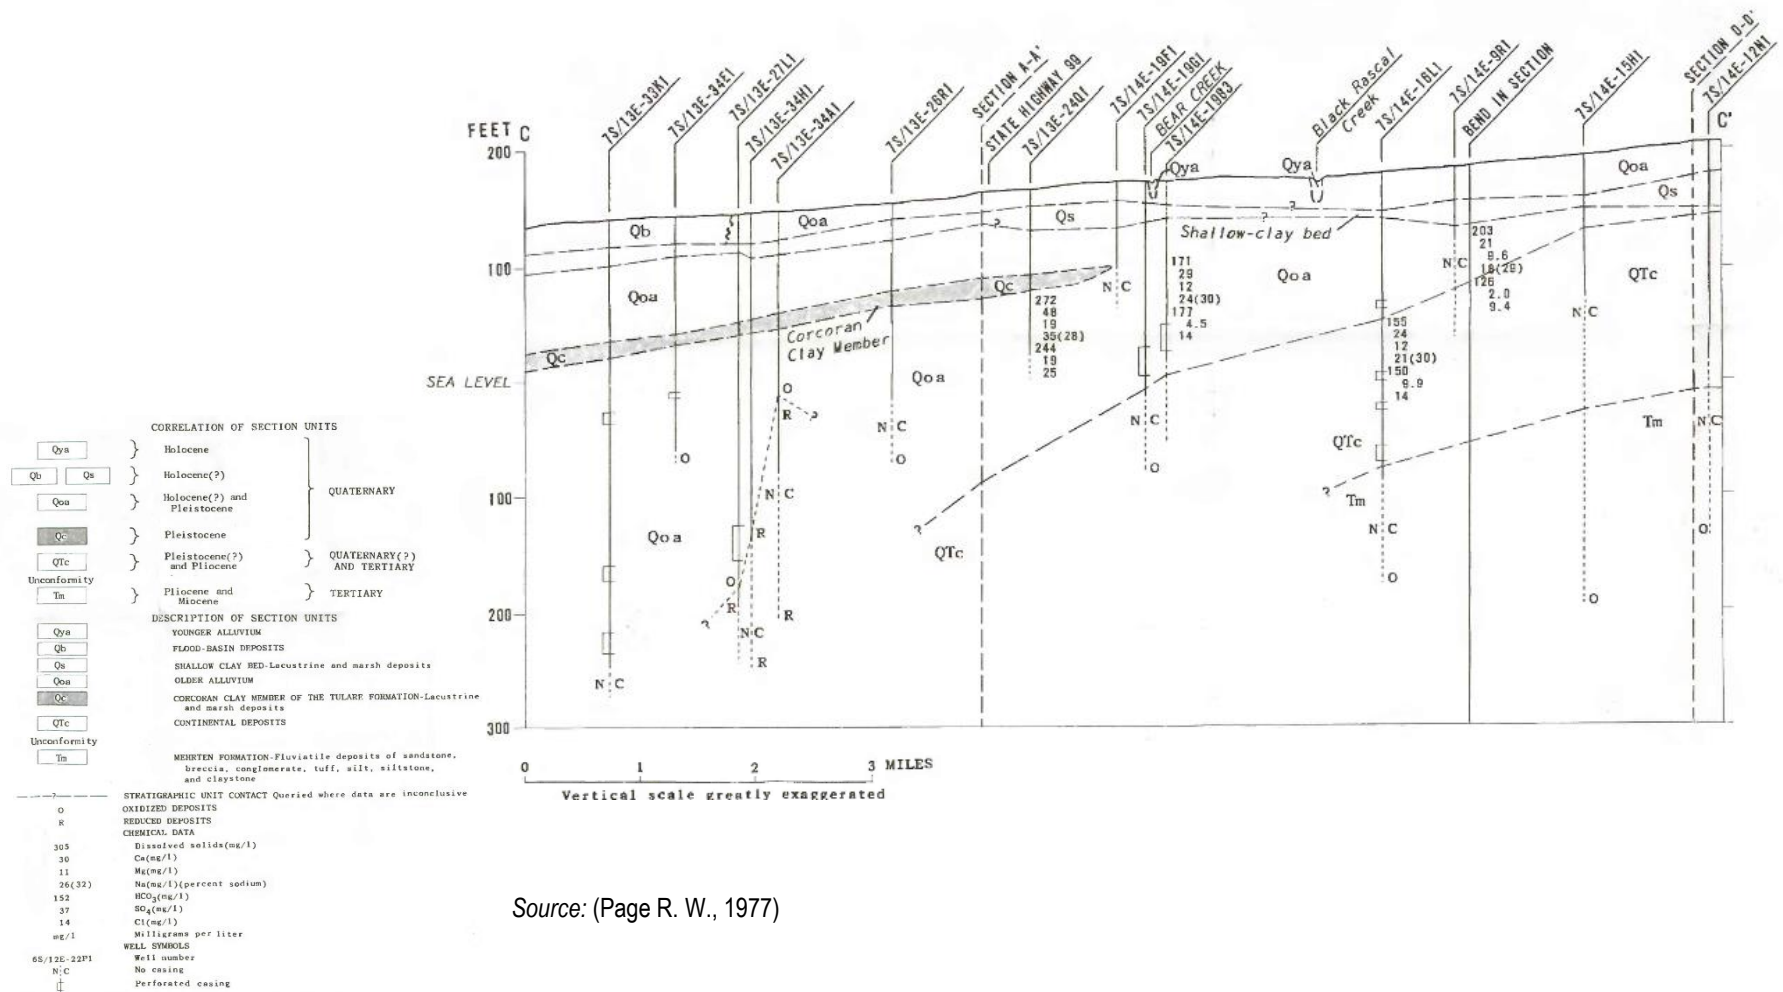 7S/13E-33K1
7S/13E-34E1
7S/13E-27L1
7S/13E-34H1
7S/13E-34A1
7S/13E-26R1
SECTION A-A'
STATE HIGHWAY 99
7S/13E-24Q1
7S/14E-19F1
7S/14E-19G1
BEAR CREEK
7S/14E-19B3
Black Rascal
Creek
7S/14E-16L1
7S/14E-9R1
BEND IN SECTION
7S/14E-15H1
SECTION D-D'
7S/14E-12N1
FEET C
C'
200
100
SEA LEVEL
100
200
300
Qb
Qoa
Qs
Qya
Qya
Qoa
Qs
?
?
?
Shallow-clay bed
Qoa
Qc
Qc
Corcoran
Clay Member
Qoa
Qoa
QTc
Qoa
QTc
QTc
Tm
Tm
?
?
?
?
272
48
19
35(28)
244
19
25
171
29
12
24(30)
177
4.5
14
155
24
12
21(30)
150
9.9
14
203
21
9.6
18(29)
126
2.0
9.4
N C
N C
N C
N C
N C
N C
N C
N C
N C
N C
O
O
R
O
R
R
O
R
R
O
O
O
O
0 1 2 3 MILES
Vertical scale greatly exaggerated
CORRELATION OF SECTION UNITS
Qya } Holocene
Qb Qs } Holocene(?)
Qoa } Holocene(?) and
Pleistocene
QUATERNARY
Qc } Pleistocene
QTc } Pleistocene(?)
and Pliocene
} QUATERNARY(?)
AND TERTIARY
Unconformity
Tm } Pliocene and
Miocene
} TERTIARY
DESCRIPTION OF SECTION UNITS
Qya YOUNGER ALLUVIUM
Qb FLOOD-BASIN DEPOSITS
Qs SHALLOW CLAY BED-Lacustrine and marsh deposits
Qoa OLDER ALLUVIUM
Qc CORCORAN CLAY MEMBER OF THE TULARE FORMATION-Lacustrine
and marsh deposits
QTc CONTINENTAL DEPOSITS
Unconformity
Tm MEHRTEN FORMATION-Fluviatile deposits of sandstone,
breccia, conglomerate, tuff, silt, siltstone,
and claystone
? STRATIGRAPHIC UNIT CONTACT Queried where data are inconclusive
O OXIDIZED DEPOSITS
R REDUCED DEPOSITS
CHEMICAL DATA
305 Dissolved solids(mg/l)
30 Ca(mg/l)
11 Mg(mg/l)
26(32) Na(mg/l)(percent sodium)
152 HCO3(mg/l)
37 SO4(mg/l)
14 Cl(mg/l)
mg/l Milligrams per liter
WELL SYMBOLS
6S/12E-22P1 Well number
N C No casing
Perforated casing
Source: (Page R. W., 1977)